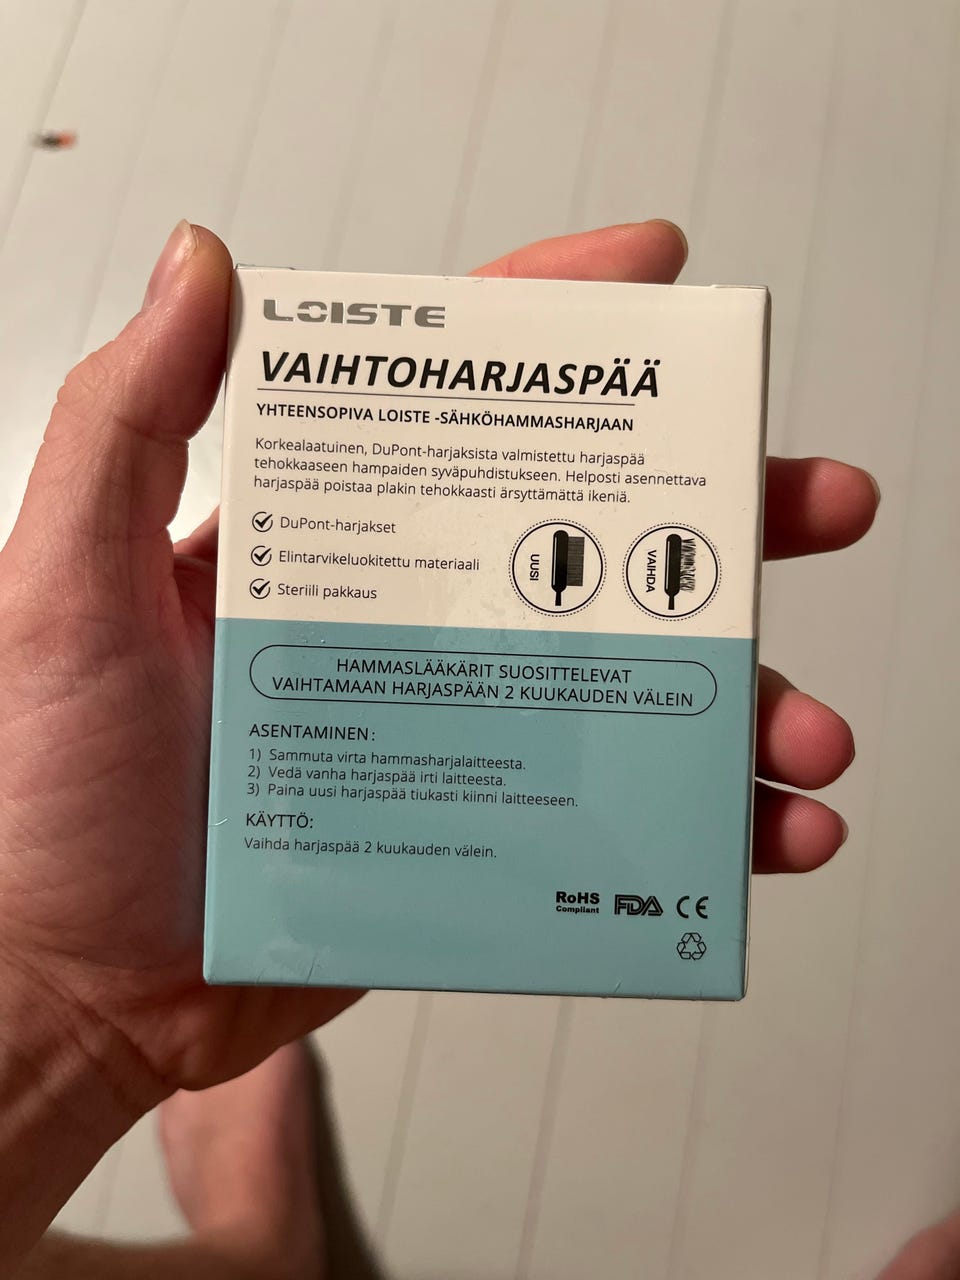 LOISTE
VAIHTOHARJASPÄÄ
YHTEENSOPIVA LOISTE -SÄHKÖHAMMASHARJAAN
Korkealaatuinen, DuPont-harjaksista valmistettu harjaspää
tehokkaaseen hampaiden syväpuhdistukseen. Helposti asennettava
harjaspää poistaa plakin tehokkaasti ärsyttämättä ikeniä.
DuPont-harjakset
Elintarvikeluokitettu materiaali
Steriili pakkaus
UUSI
VAIHDA
HAMMASLÄÄKÄRIT SUOSITTELEVAT
VAIHTAMAAN HARJASPÄÄN 2 KUUKAUDEN VÄLEIN
ASENTAMINEN:
1) Sammuta virta hammasharjalaitteesta.
2) Vedä vanha harjaspää irti laitteesta.
3) Paina uusi harjaspää tiukasti kiinni laitteeseen.
KÄYTTÖ:
Vaihda harjaspää 2 kuukauden välein.
RoHS
Compliant
FDA
CE